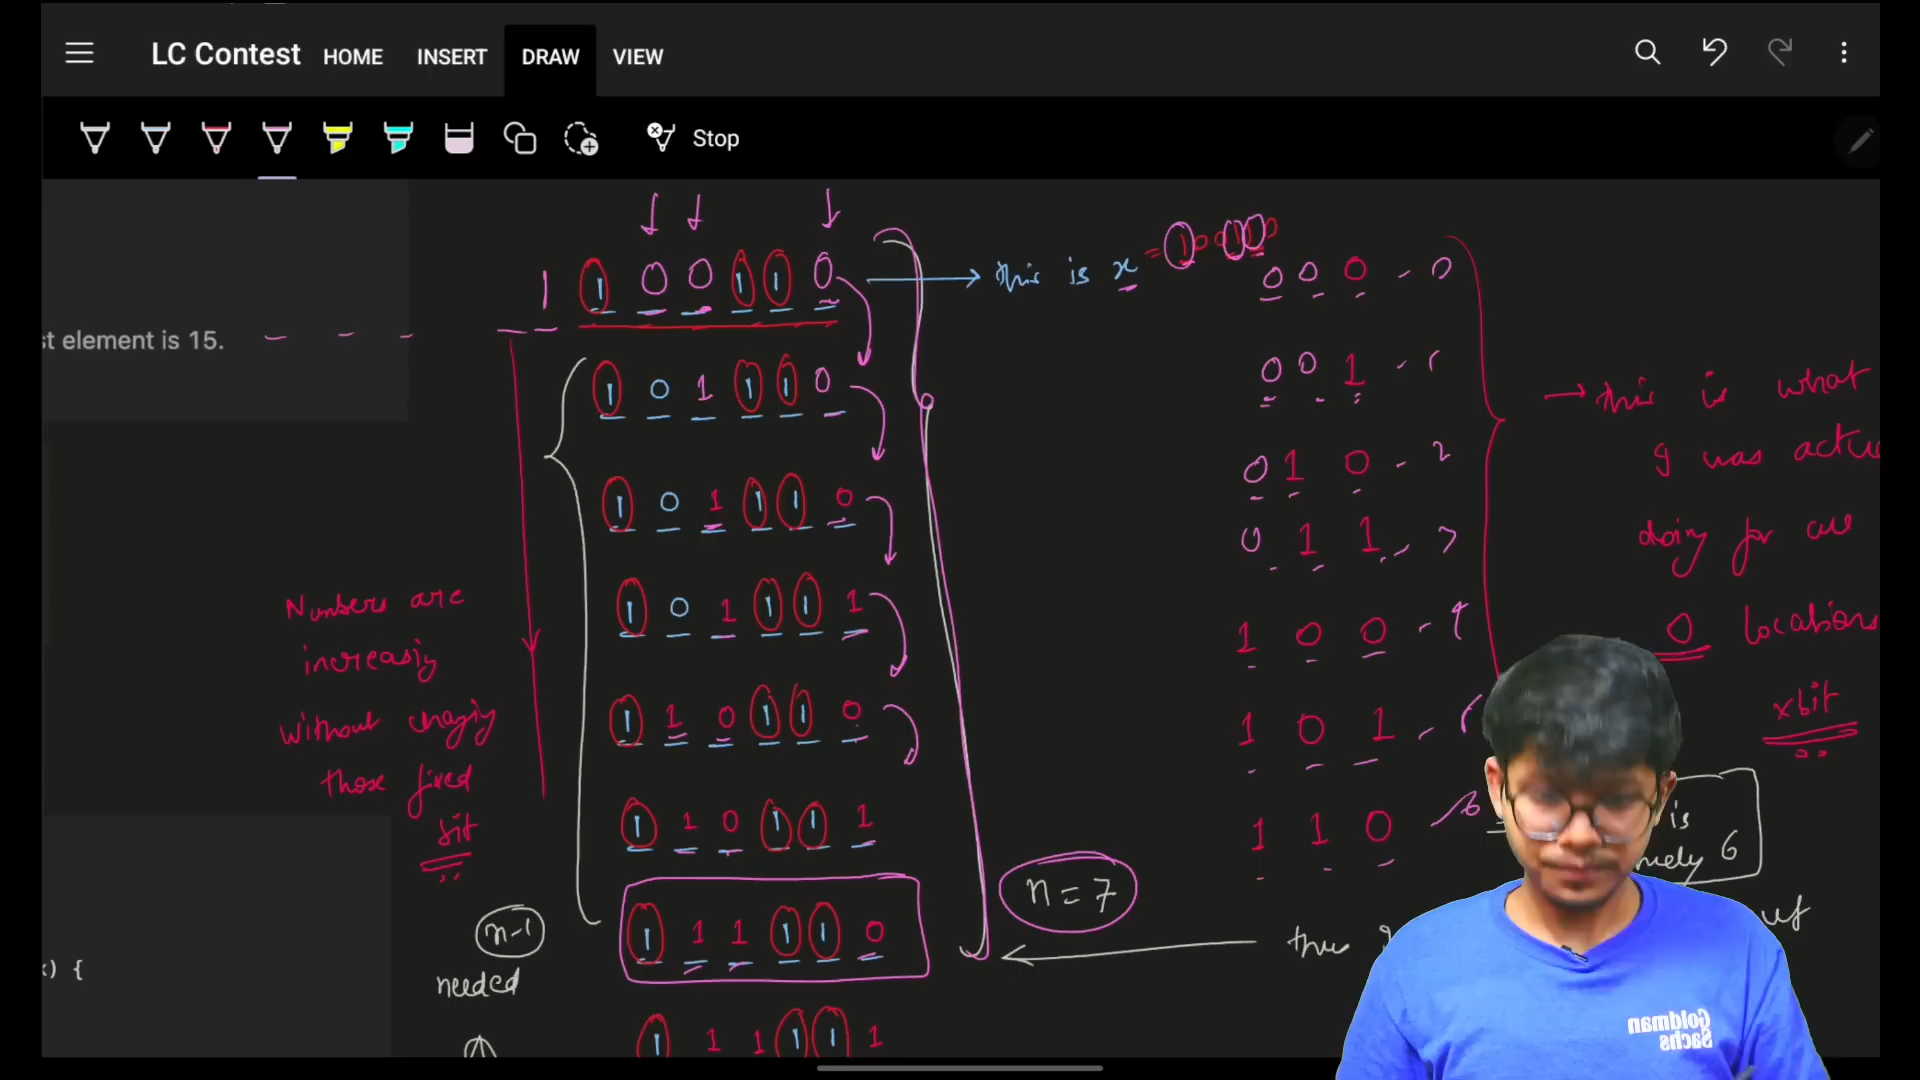 LC Contest HOME INSERT DRAW VIEW
Stop
1 1 0 0 1 1 0
this is x = 
0 0 0 - 0
st element is 15.
1 0 1 1 1 0
0 0 1 - 1
this is what
0 1 0 - 2
I was actu
1 0 1 1 1 0
0 1 1 - 3
doing for all
1 0 1 1 1 1
Numbers are
increasing
1 0 0 - 4
0 locations
1 1 0 1 1 0
without changing
1 0 1 -
xbit
those fixed
bit
1 1 0 1 1 1
1 1 0 - 6
is
nely 6
n = 7
1 1 1 1 1 0
n-1
needed
x) {
1 1 1 1 1 1
Goldman
Sachs